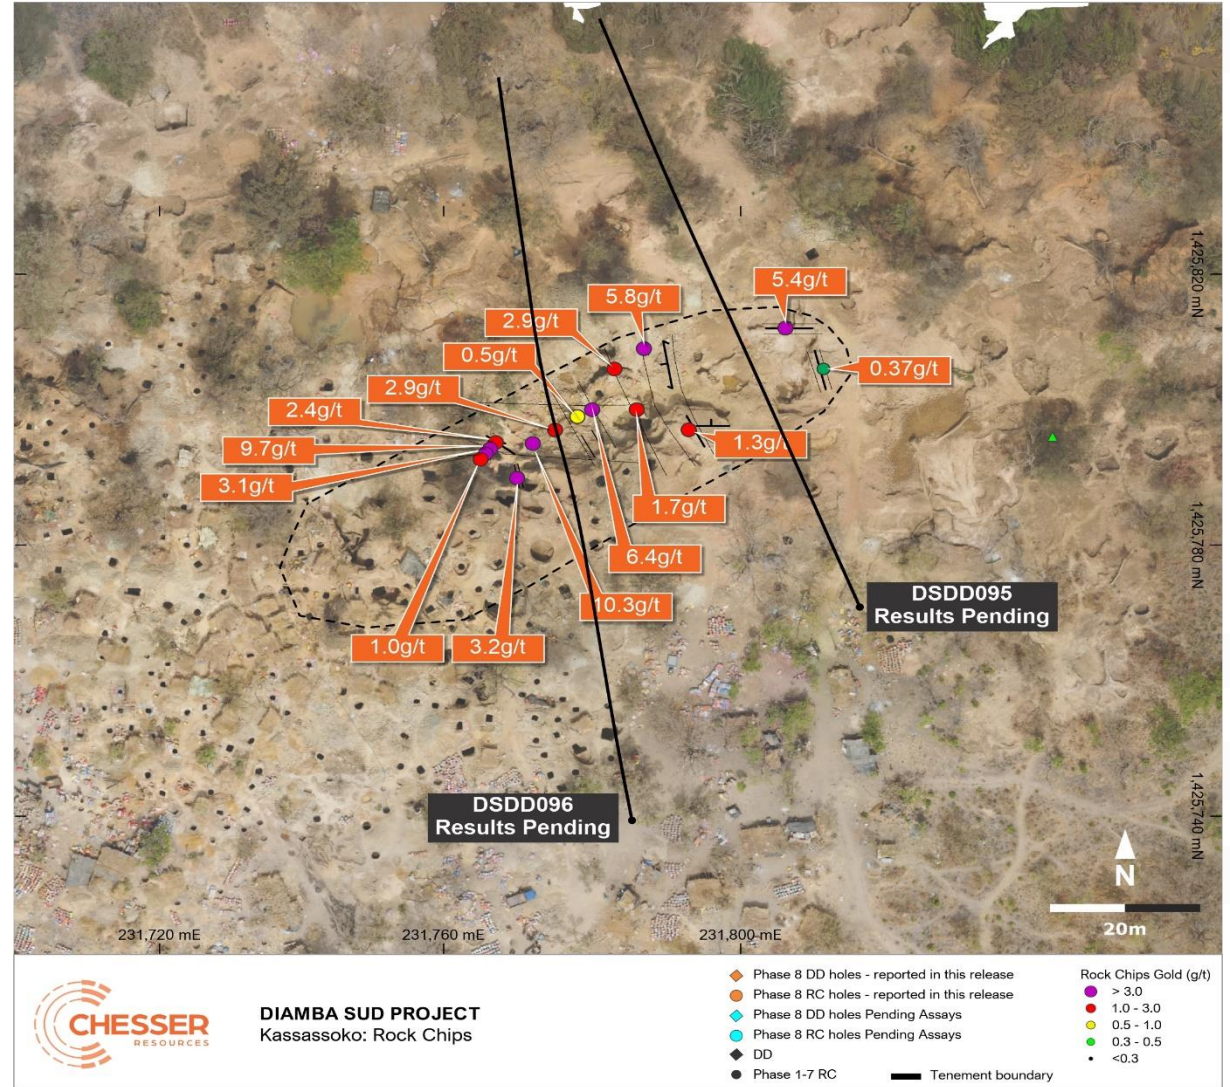 5.4g/t
5.8g/t
2.9g/t
0.5g/t
0.37g/t
2.9g/t
2.4g/t
9.7g/t
1.3g/t
3.1g/t
1.7g/t
6.4g/t
10.3g/t
1.0g/t
3.2g/t
1,425,820 mN
1,425,780 mN
1,425,740 mN
DSDD095
Results Pending
DSDD096
Results Pending
N
20m
231,720 mE
231,760 mE
231,800 mE
CHESSER
RESOURCES
DIAMBA SUD PROJECT
Kassassoko: Rock Chips
Phase 8 DD holes - reported in this release
Phase 8 RC holes - reported in this release
Phase 8 DD holes Pending Assays
Phase 8 RC holes Pending Assays
DD
Phase 1-7 RC
Tenement boundary
Rock Chips Gold (g/t)
> 3.0
1.0 - 3.0
0.5 - 1.0
0.3 - 0.5
<0.3